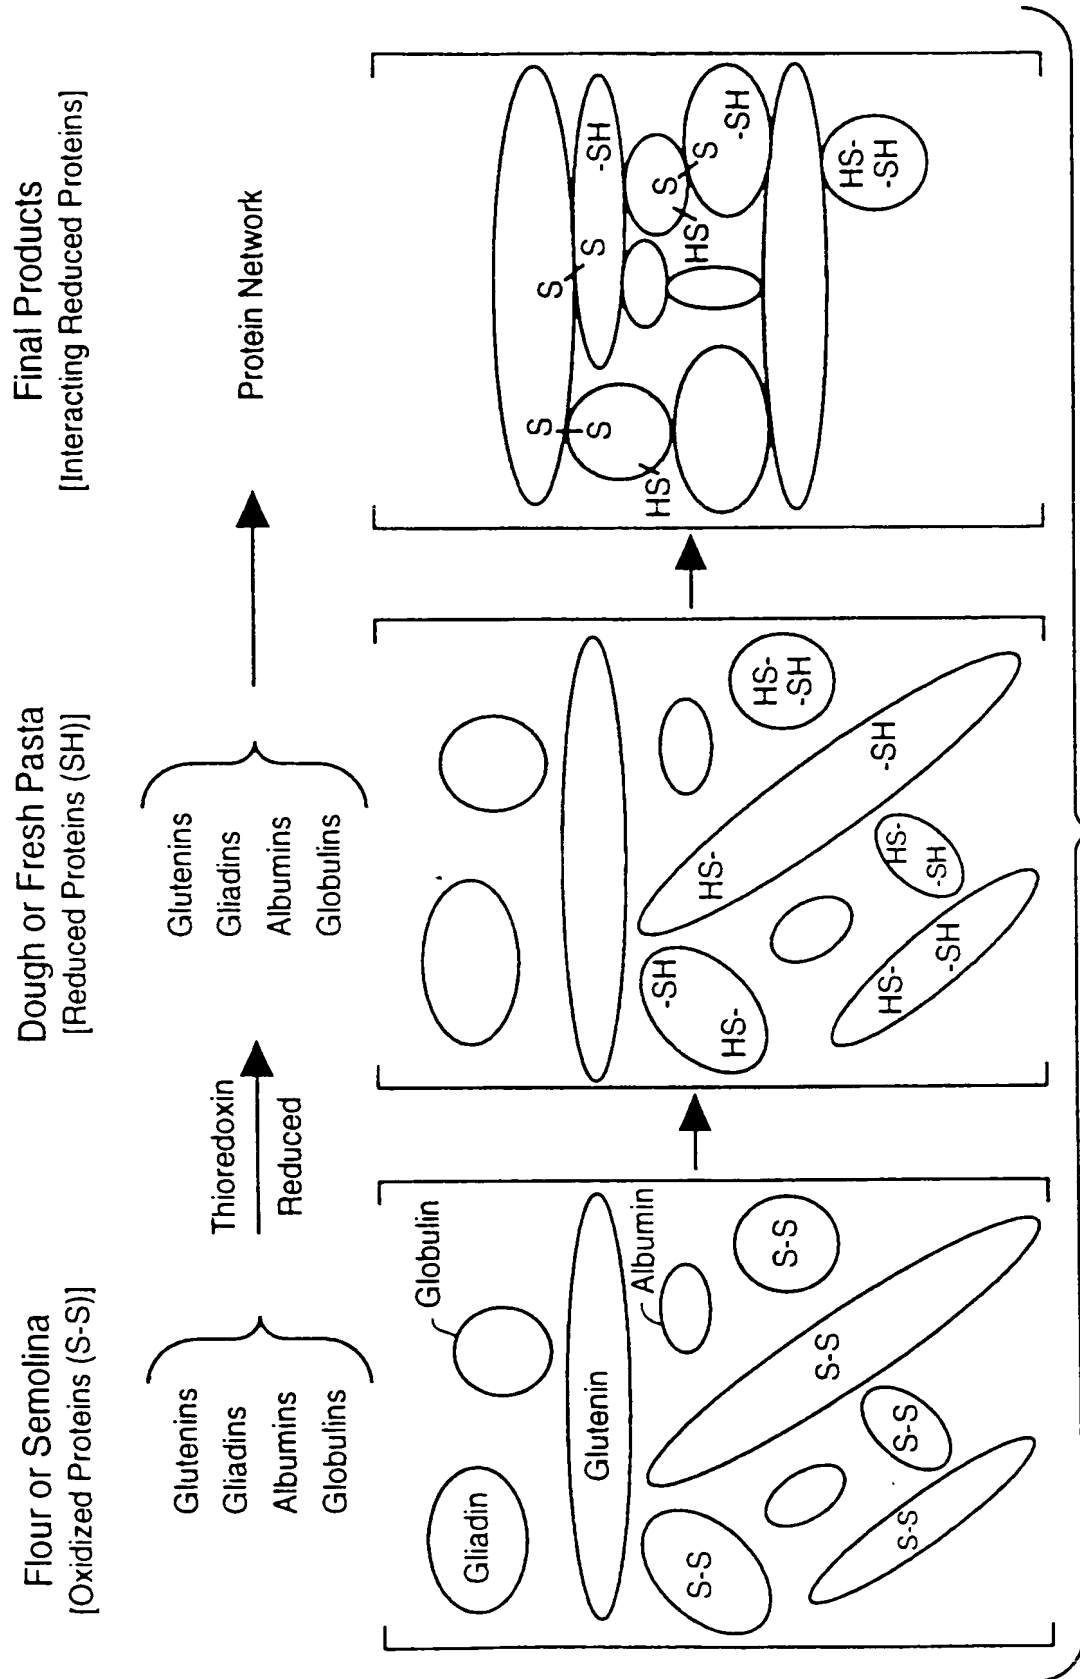 Flour or Semolina
[Oxidized Proteins (S-S)]
Glutenins
Gliadins
Albumins
Globulins
Thioredoxin
Reduced
Dough or Fresh Pasta
[Reduced Proteins (SH)]
Glutenins
Gliadins
Albumins
Globulins
Final Products
[Interacting Reduced Proteins]
Protein Network
Gliadin
Globulin
Glutenin
Albumin
S-S
S-S
S-S
S-S
S-S
-SH
HS-
HS-
-SH
HS-
-SH
HS-
-SH
HS-
-SH
S
S
HS
S
S
-SH
S
S
HS
-SH
HS-
-SH